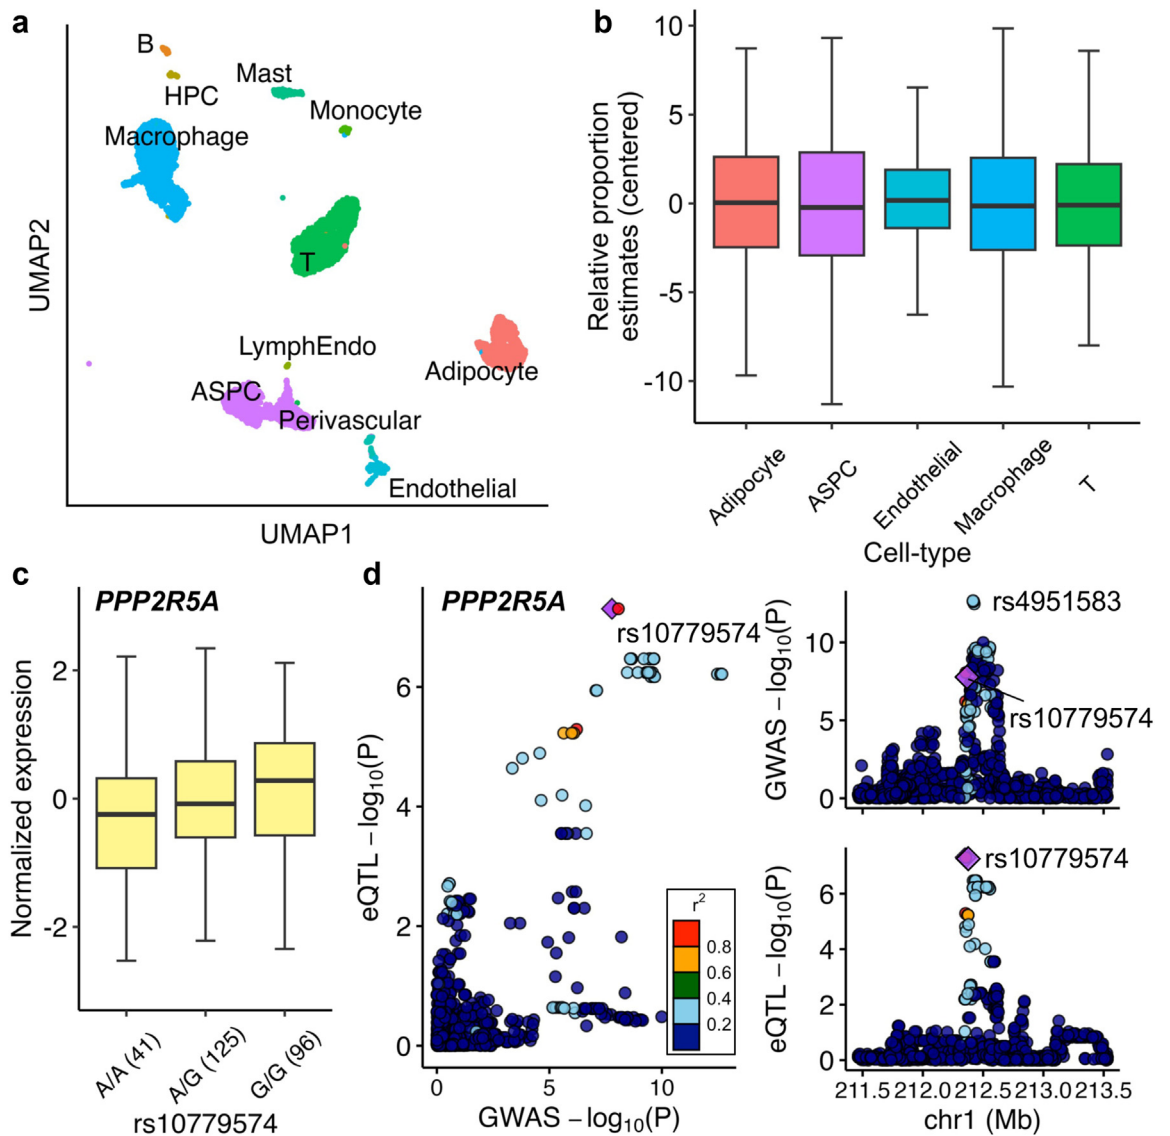 a
B
HPC
Mast
Monocyte
Macrophage
T
LymphEndo
ASPC
Perivascular
Adipocyte
Endothelial
UMAP2
UMAP1
b
10
5
0
-5
-10
Relative proportion
estimates (centered)
Adipocyte
ASPC
Endothelial
Macrophage
T
Cell-type
c
PPP2R5A
2
0
-2
Normalized expression
A/A (41)
A/G (125)
G/G (96)
rs10779574
d
PPP2R5A
rs10779574
6
4
2
0
eQTL −log10(P)
0
5
10
GWAS −log10(P)
r2
0.8
0.6
0.4
0.2
rs4951583
rs10779574
10
5
0
GWAS −log10(P)
rs10779574
6
4
2
0
eQTL −log10(P)
211.5 212.0 212.5 213.0 213.5
chr1 (Mb)